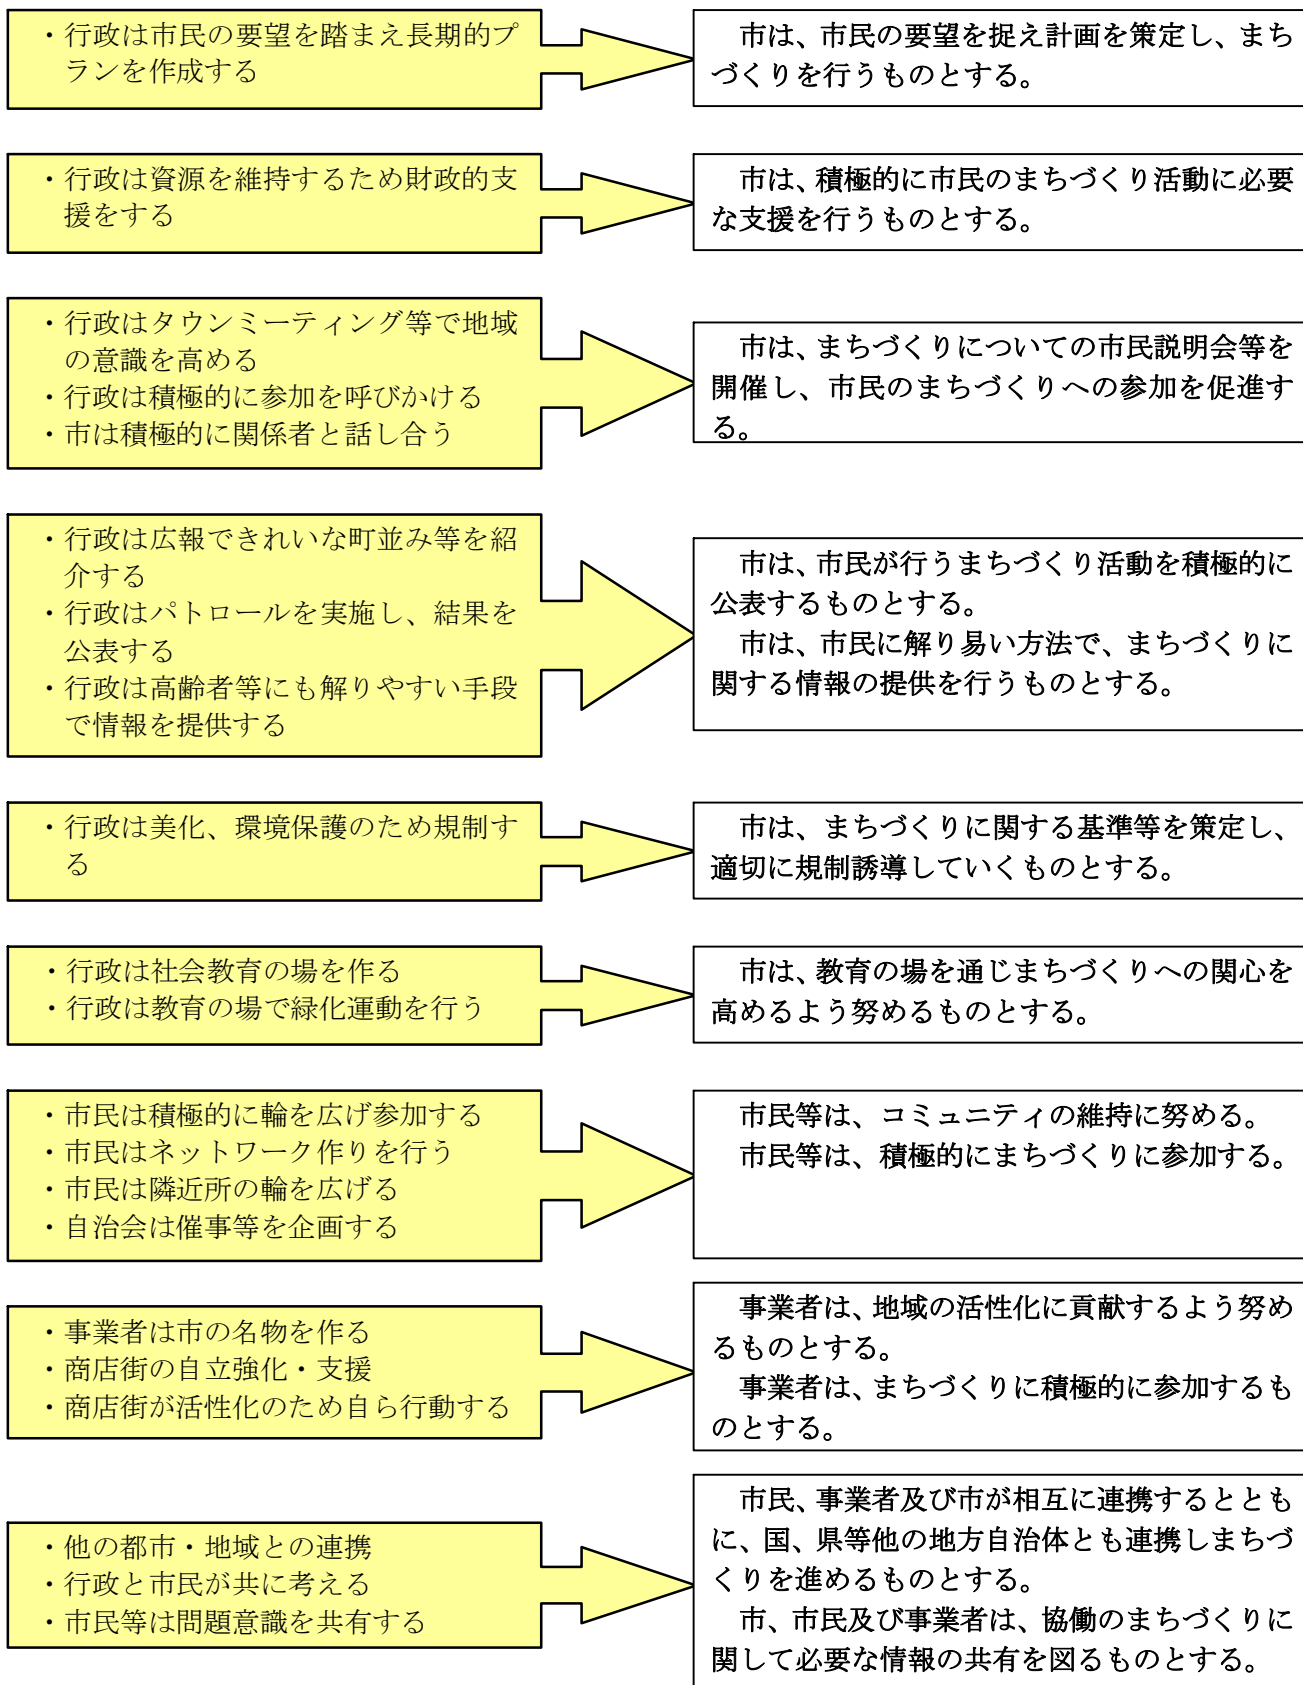 ・行政は市民の要望を踏まえ長期的プ
ランを作成する
市は、市民の要望を捉え計画を策定し、まち
づくりを行うものとする。
・行政は資源を維持するため財政的支
援をする
市は、積極的に市民のまちづくり活動に必要
な支援を行うものとする。
・行政はタウンミーティング等で地域
の意識を高める
・行政は積極的に参加を呼びかける
・市は積極的に関係者と話し合う
市は、まちづくりについての市民説明会等を
開催し、市民のまちづくりへの参加を促進す
る。
・行政は広報できれいな町並み等を紹
介する
・行政はパトロールを実施し、結果を
公表する
・行政は高齢者等にも解りやすい手段
で情報を提供する
市は、市民が行うまちづくり活動を積極的に
公表するものとする。
市は、市民に解り易い方法で、まちづくりに
関する情報の提供を行うものとする。
・行政は美化、環境保護のため規制す
る
市は、まちづくりに関する基準等を策定し、
適切に規制誘導していくものとする。
・行政は社会教育の場を作る
・行政は教育の場で緑化運動を行う
市は、教育の場を通じまちづくりへの関心を
高めるよう努めるものとする。
・市民は積極的に輪を広げ参加する
・市民はネットワーク作りを行う
・市民は隣近所の輪を広げる
・自治会は催事等を企画する
市民等は、コミュニティの維持に努める。
市民等は、積極的にまちづくりに参加する。
・事業者は市の名物を作る
・商店街の自立強化・支援
・商店街が活性化のため自ら行動する
事業者は、地域の活性化に貢献するよう努め
るものとする。
事業者は、まちづくりに積極的に参加するも
のとする。
・他の都市・地域との連携
・行政と市民が共に考える
・市民等は問題意識を共有する
市民、事業者及び市が相互に連携するととも
に、国、県等他の地方自治体とも連携しまちづ
くりを進めるものとする。
市、市民及び事業者は、協働のまちづくりに
関して必要な情報の共有を図るものとする。